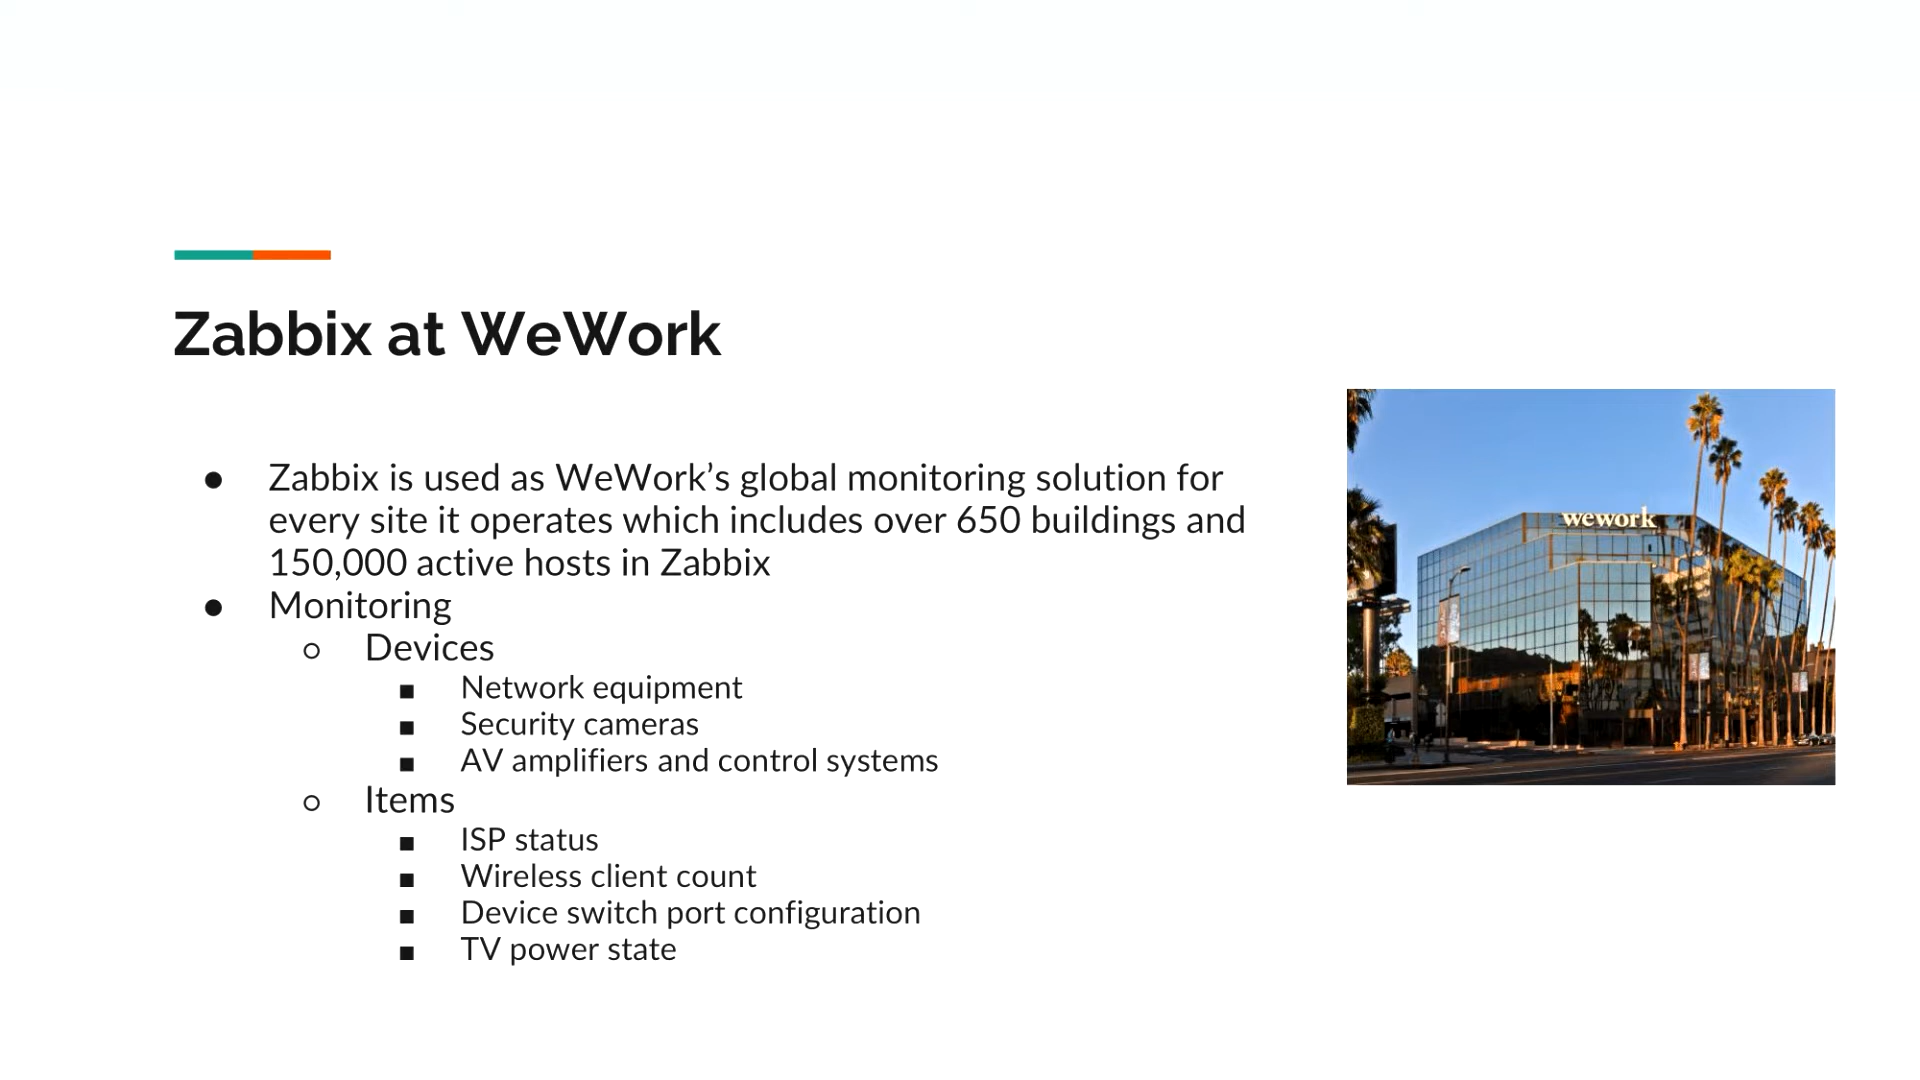 Zabbix at WeWork
● Zabbix is used as WeWork’s global monitoring solution for
every site it operates which includes over 650 buildings and
150,000 active hosts in Zabbix
● Monitoring
○ Devices
■ Network equipment
■ Security cameras
■ AV amplifiers and control systems
○ Items
■ ISP status
■ Wireless client count
■ Device switch port configuration
■ TV power state
wework